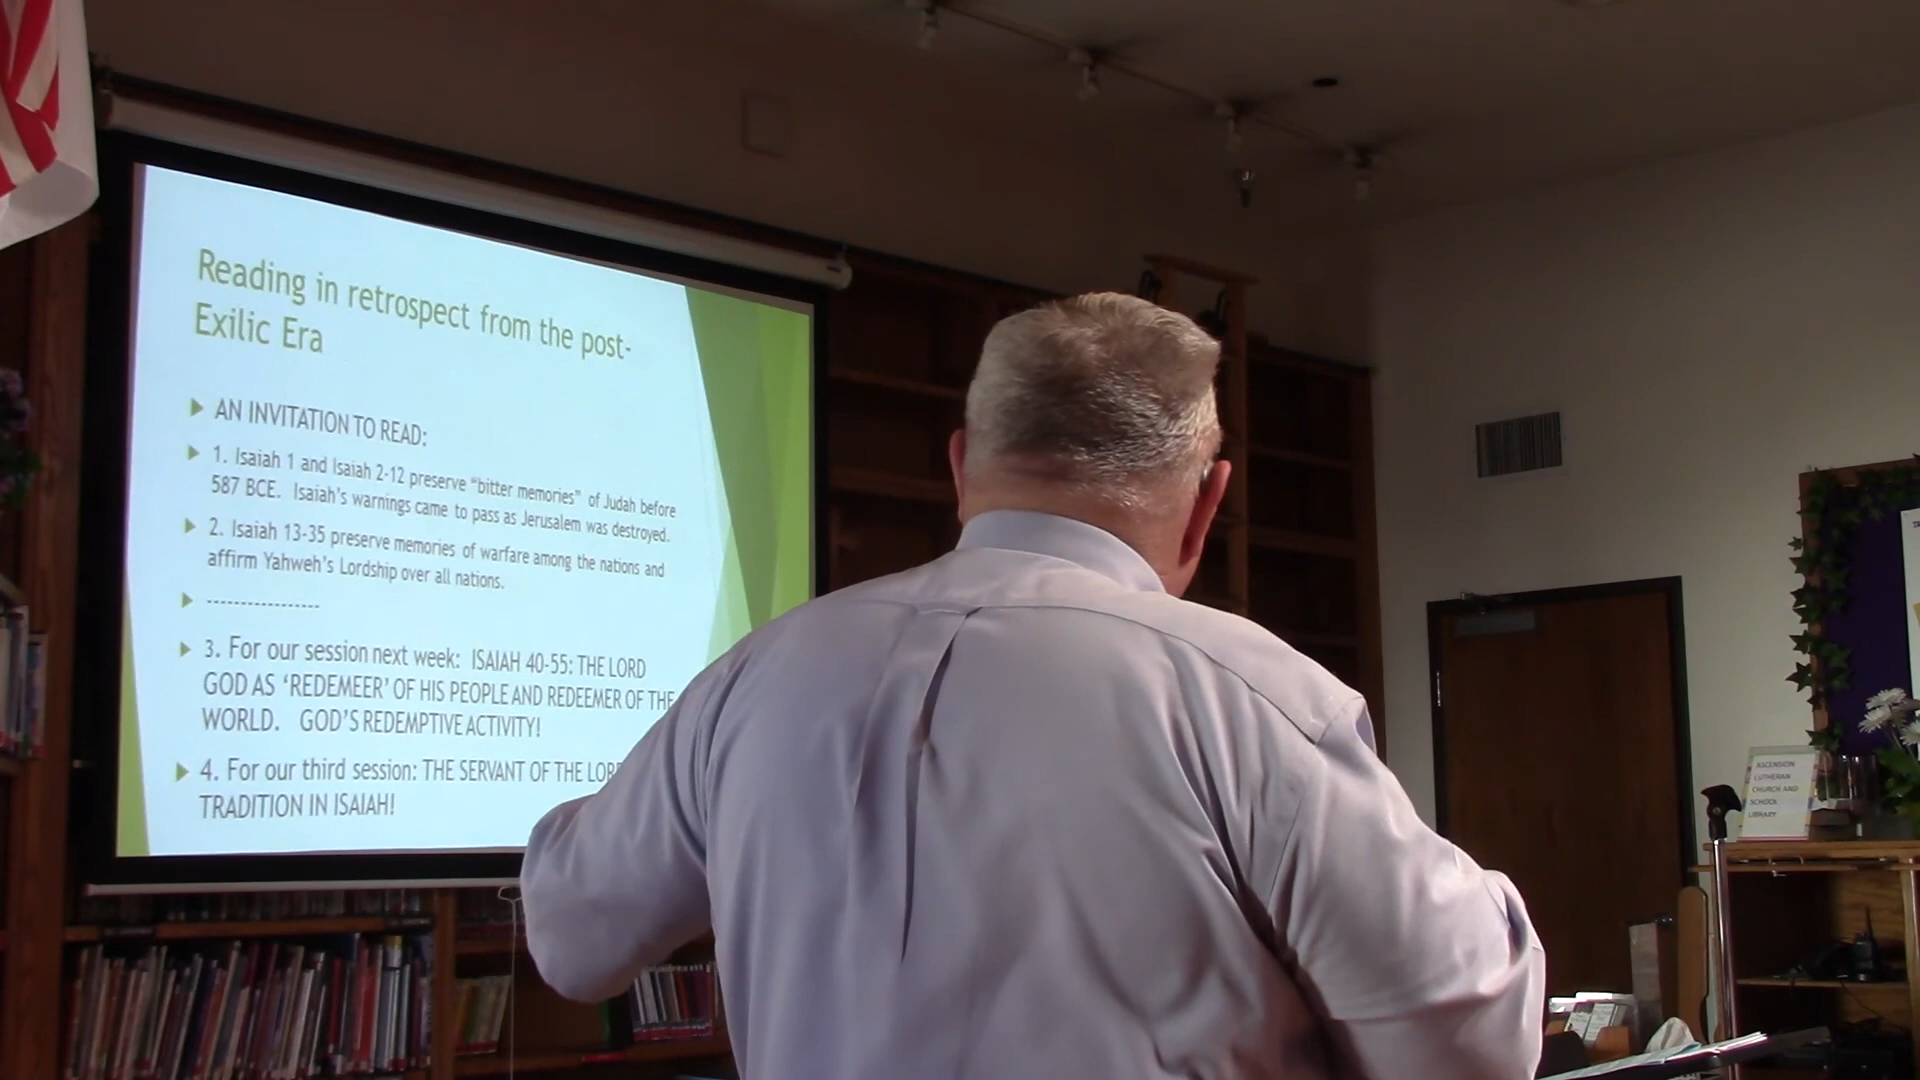 Reading in retrospect from the post-
Exilic Era
AN INVITATION TO READ:
1. Isaiah 1 and Isaiah 2-12 preserve “bitter memories” of Judah before
587 BCE. Isaiah's warnings came to pass as Jerusalem was destroyed.
2. Isaiah 13-35 preserve memories of warfare among the nations and
affirm Yahweh's Lordship over all nations.
-----------------
3. For our session next week: ISAIAH 40-55: THE LORD
GOD AS ‘REDEMEER’ OF HIS PEOPLE AND REDEEMER OF THE
WORLD. GOD'S REDEMPTIVE ACTIVITY!
4. For our third session: THE SERVANT OF THE
TRADITION IN ISAIAH!
ASCENSION
LUTHERAN
CHURCH AND
SCHOOL
LIBRARY